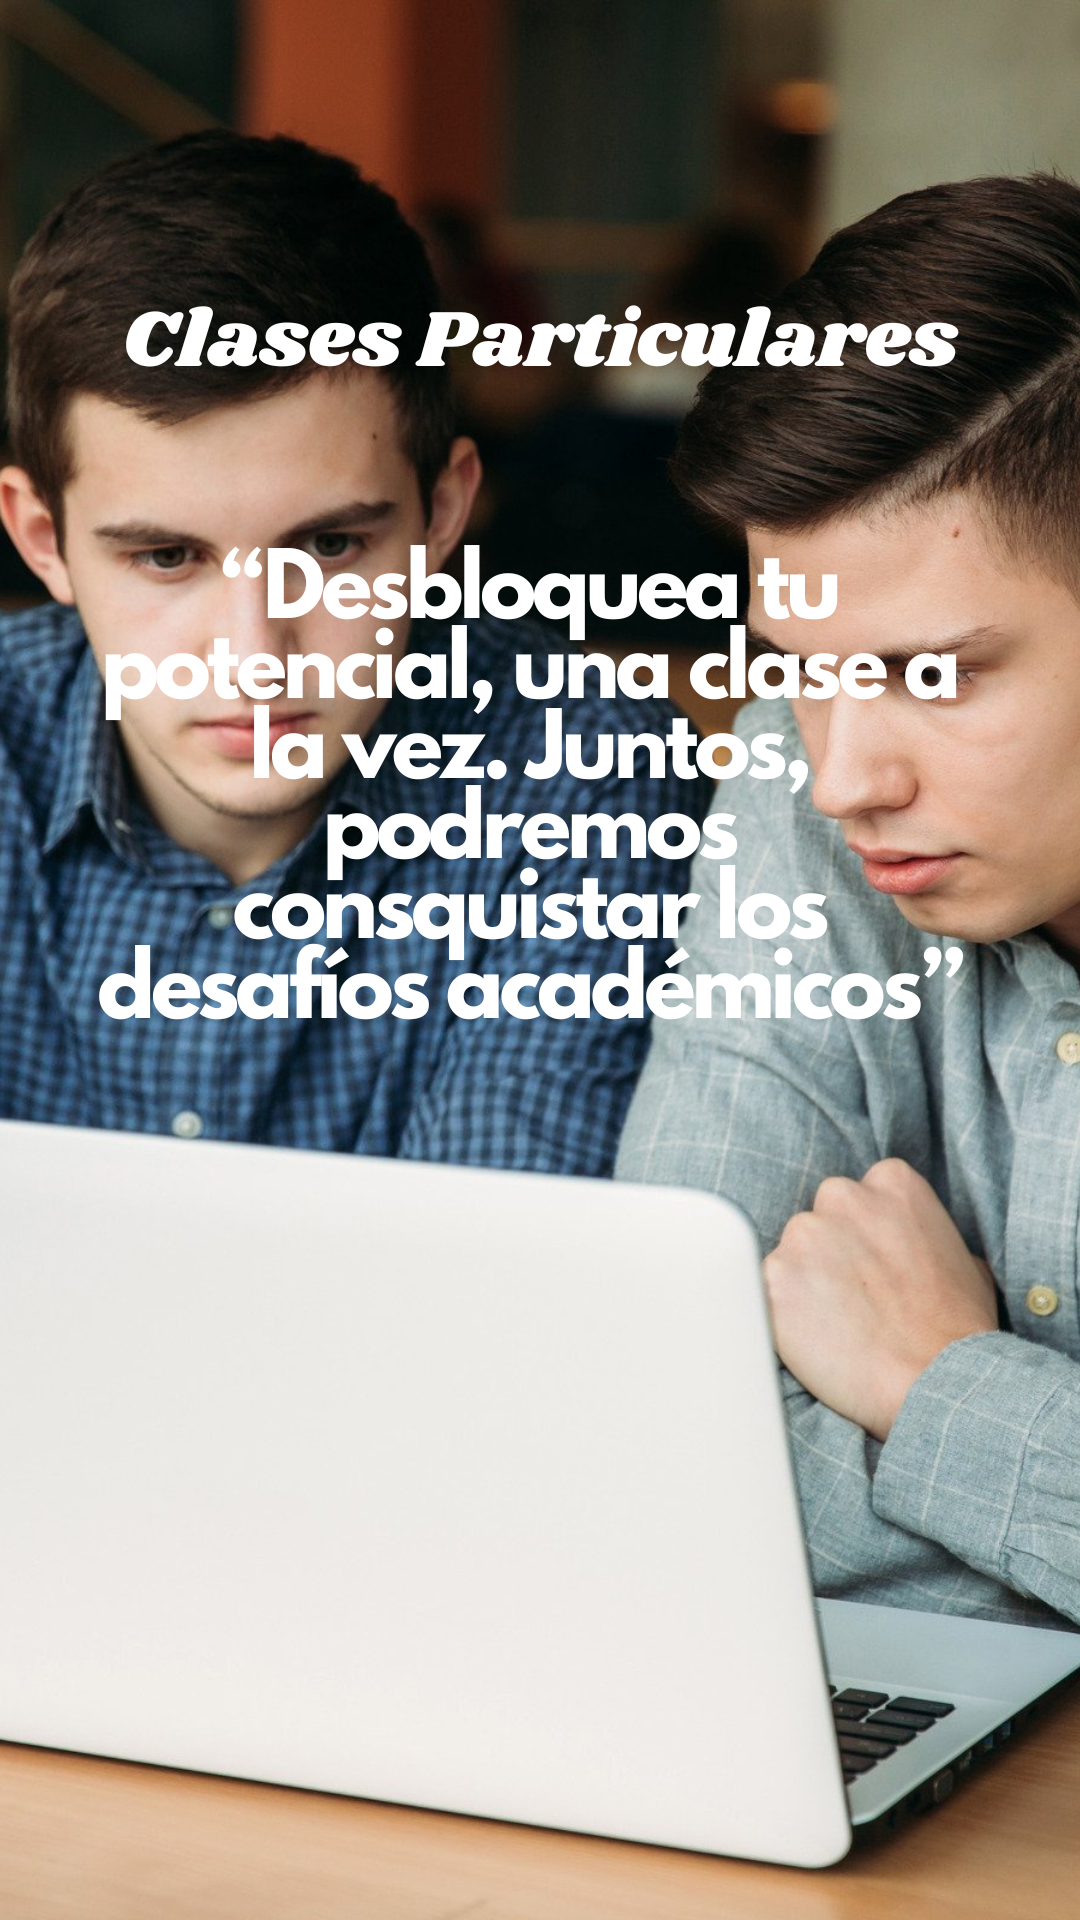 Clases Particulares
“Desbloquea tu
potencial, una clase a
la vez. Juntos,
podremos
consquistar los
desafíos académicos”